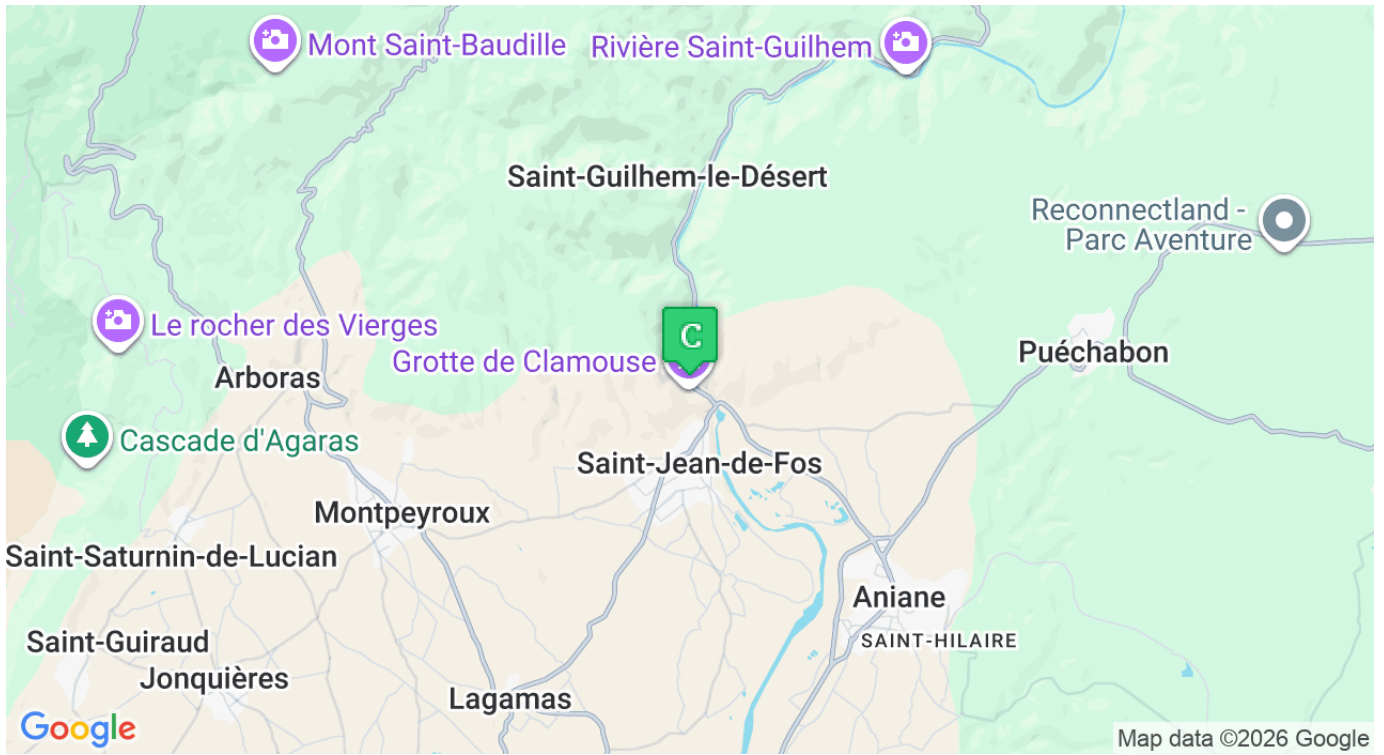 Mont Saint-Baudille
Rivière Saint-Guilhem
Saint-Guilhem-le-Désert
Reconnectland -
Parc Aventure
Le rocher des Vierges
C
Grotte de Clamouse
Puéchabon
Arboras
Cascade d'Agaras
Saint-Jean-de-Fos
Montpeyroux
Saint-Saturnin-de-Lucian
Aniane
SAINT-HILAIRE
Saint-Guiraud
Jonquières
Lagamas
Google
Map data ©2026 Google